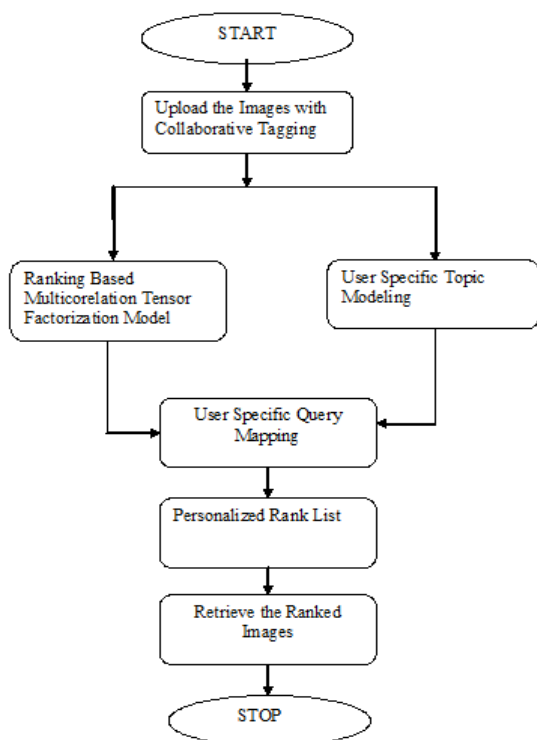 START
Upload the Images with
Collaborative Tagging
Ranking Based
Multicorelation Tensor
Factorization Model
User Specific Topic
Modeling
User Specific Query
Mapping
Personalized Rank List
Retrieve the Ranked
Images
STOP